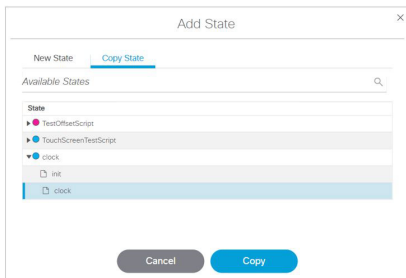 Add State
New State
Copy State
Available States
State
TestOffsetScript
TouchScreenTestScript
clock
init
clock
Cancel
Copy